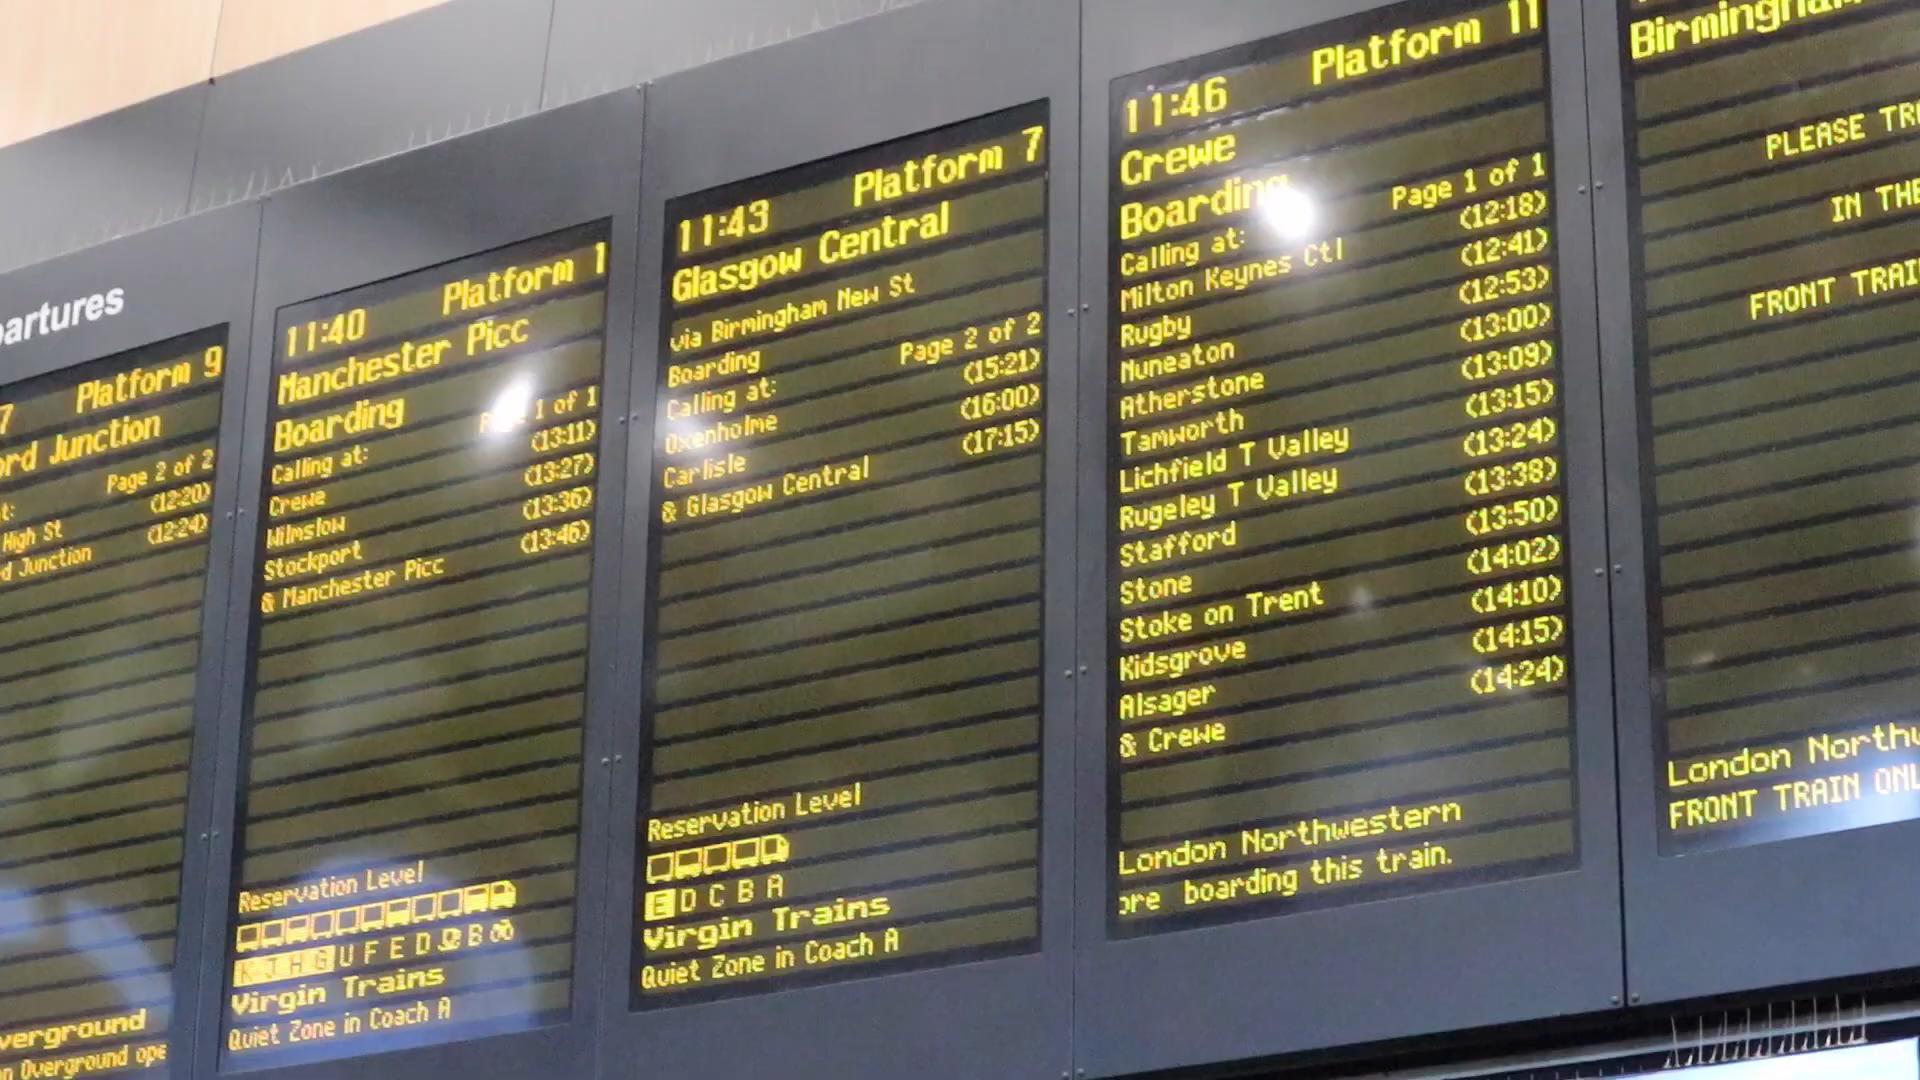 partures
7 Platform 9
ord Junction
Page 2 of 2
t: (12:20)
High St (12:24)
d Junction
verground
n Overground ope
11:40 Platform 1
Manchester Picc
Boarding Page 1 of 1
Calling at: (13:11)
Crewe (13:27)
Wilmslow (13:36)
Stockport (13:46)
& Manchester Picc
Reservation Level
K J H G U F E D B
Virgin Trains
Quiet Zone in Coach A
11:43 Platform 7
Glasgow Central
via Birmingham New St
Boarding Page 2 of 2
Calling at: (15:21)
Oxenholme (16:00)
Carlisle (17:15)
& Glasgow Central
Reservation Level
E D C B A
Virgin Trains
Quiet Zone in Coach A
11:46 Platform 11
Crewe
Boarding Page 1 of 1
Calling at: (12:18)
Milton Keynes Ctl (12:41)
Rugby (12:53)
Nuneaton (13:00)
Atherstone (13:09)
Tamworth (13:15)
Lichfield T Valley (13:24)
Rugeley T Valley (13:38)
Stafford (13:50)
Stone (14:02)
Stoke on Trent (14:10)
Kidsgrove (14:15)
Alsager (14:24)
& Crewe
London Northwestern
ore boarding this train.
Birmingham
PLEASE TR
IN THE
FRONT TRAI
London Northw
FRONT TRAIN ONL